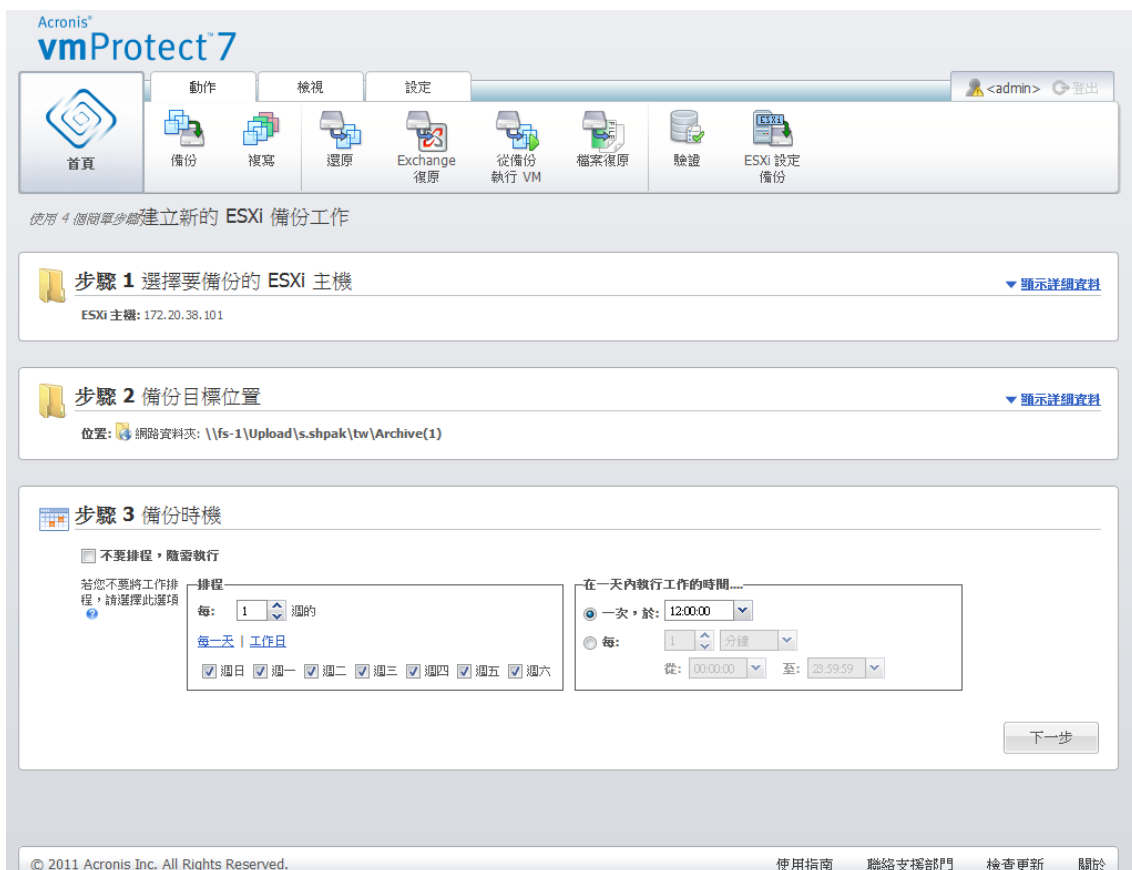 Acronis®
vmProtect™ 7
動作 檢視 設定 <admin> 登出
首頁 備份 複寫 還原 Exchange 復原 從備份 執行 VM 檔案復原 驗證 ESXi 設定 備份
使用 4 個簡單步驟建立新的 ESXi 備份工作
步驟 1 選擇要備份的 ESXi 主機 顯示詳細資料
ESXi 主機: 172.20.38.101
步驟 2 備份目標位置 顯示詳細資料
位置: 網路資料夾: \\fs-1\Upload\s.shpak\tw\Archive(1)
步驟 3 備份時機
不要排程，隨需執行
若您不要將工作排程，請選擇此選項
排程
每: 1 週的
每一天 | 工作日
週日 週一 週二 週三 週四 週五 週六
在一天內執行工作的時間....
一次，於: 12:00:00
每: 1 分鐘
從: 00:00:00 至: 23:59:59
下一步
© 2011 Acronis Inc. All Rights Reserved. 使用指南 聯絡支援部門 檢查更新 關於